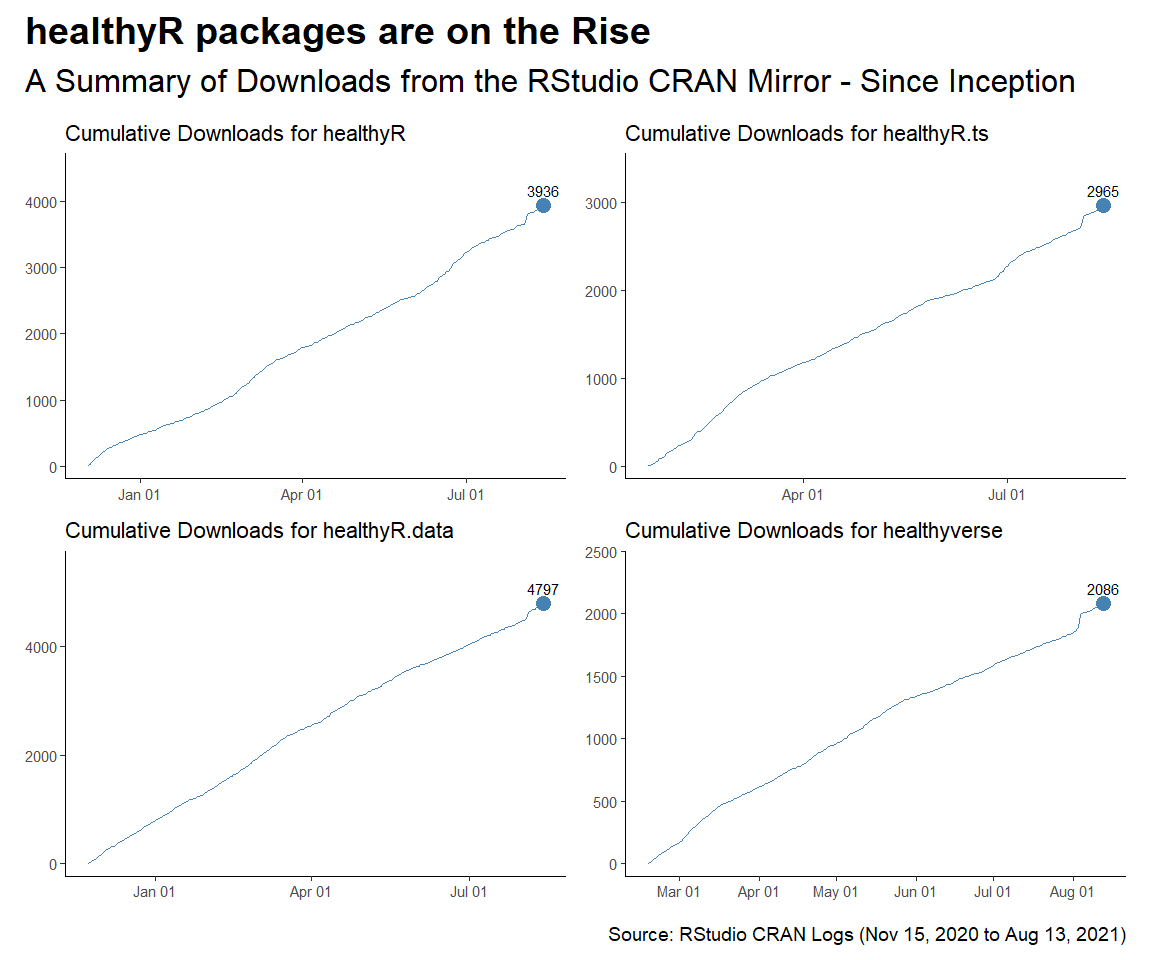 healthyR packages are on the Rise
A Summary of Downloads from the RStudio CRAN Mirror - Since Inception
Cumulative Downloads for healthyR
3936
4000
3000
2000
1000
0
Jan 01 Apr 01 Jul 01
Cumulative Downloads for healthyR.ts
2965
3000
2000
1000
0
Apr 01 Jul 01
Cumulative Downloads for healthyR.data
4797
4000
2000
0
Jan 01 Apr 01 Jul 01
Cumulative Downloads for healthyverse
2500
2086
2000
1500
1000
500
0
Mar 01 Apr 01 May 01 Jun 01 Jul 01 Aug 01
Source: RStudio CRAN Logs (Nov 15, 2020 to Aug 13, 2021)